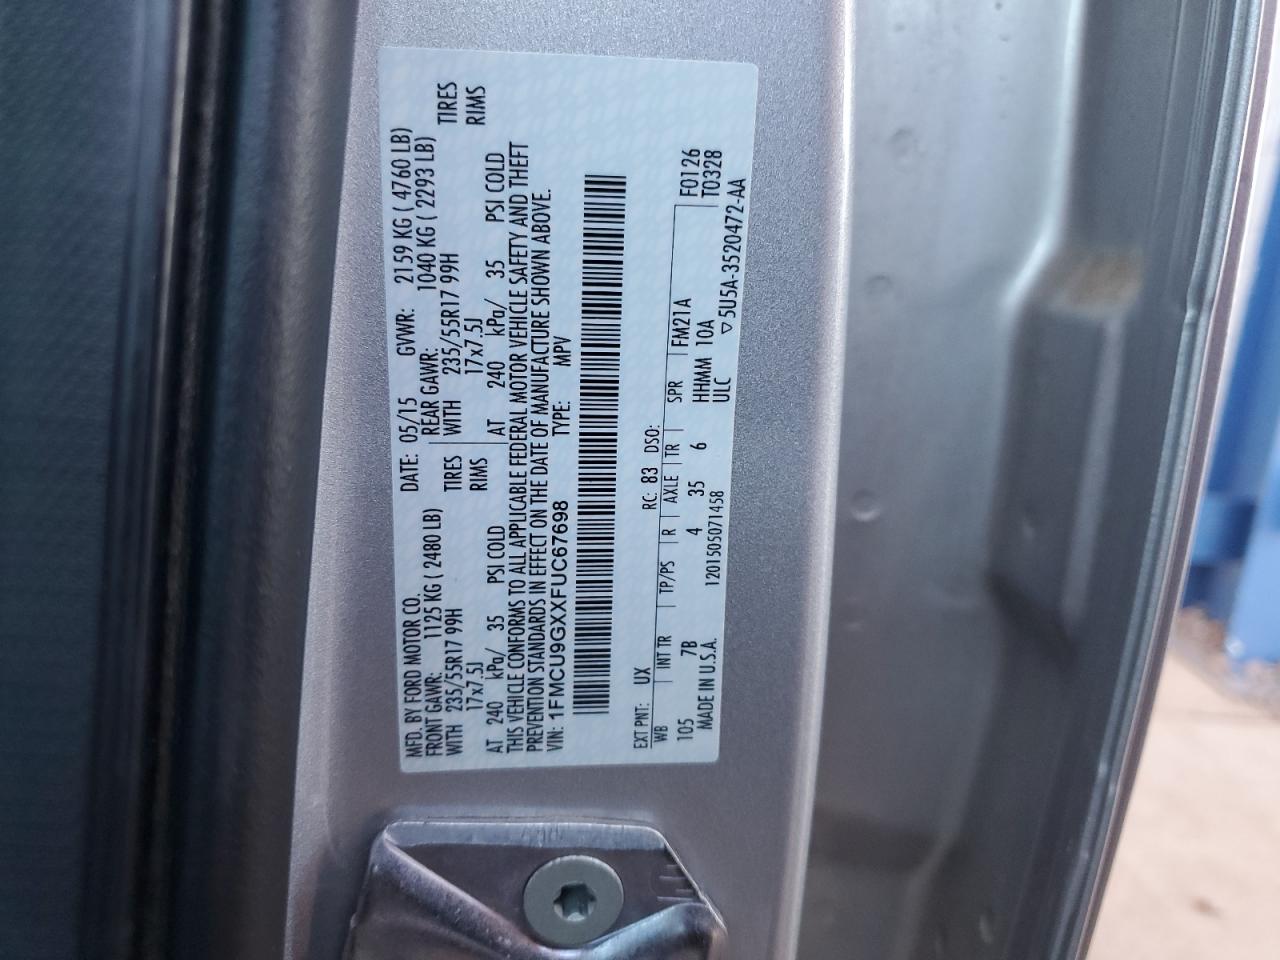 MFD. BY FORD MOTOR CO. DATE: 05/15 GVWR: 2159 KG ( 4760 LB)
FRONT GAWR: 1125 KG ( 2480 LB) REAR GAWR: 1040 KG ( 2293 LB)
WITH 235/55R17 99H TIRES WITH 235/55R17 99H TIRES
17x7.5J RIMS 17x7.5J RIMS
AT 240 kPa/ 35 PSI COLD AT 240 kPa/ 35 PSI COLD
THIS VEHICLE CONFORMS TO ALL APPLICABLE FEDERAL MOTOR VEHICLE SAFETY AND THEFT
PREVENTION STANDARDS IN EFFECT ON THE DATE OF MANUFACTURE SHOWN ABOVE.
VIN: 1FMCU9GXXFUC67698 TYPE: MPV
EXT PNT: UX RC: 83 DSO:
WB INT TR TP/PS R AXLE TR SPR FM21A F0126
105 7B 4 35 6 HHMM 10A T0328
MADE IN U.S.A. 1201505071458 ULC ▽5U5A-3520472-AA